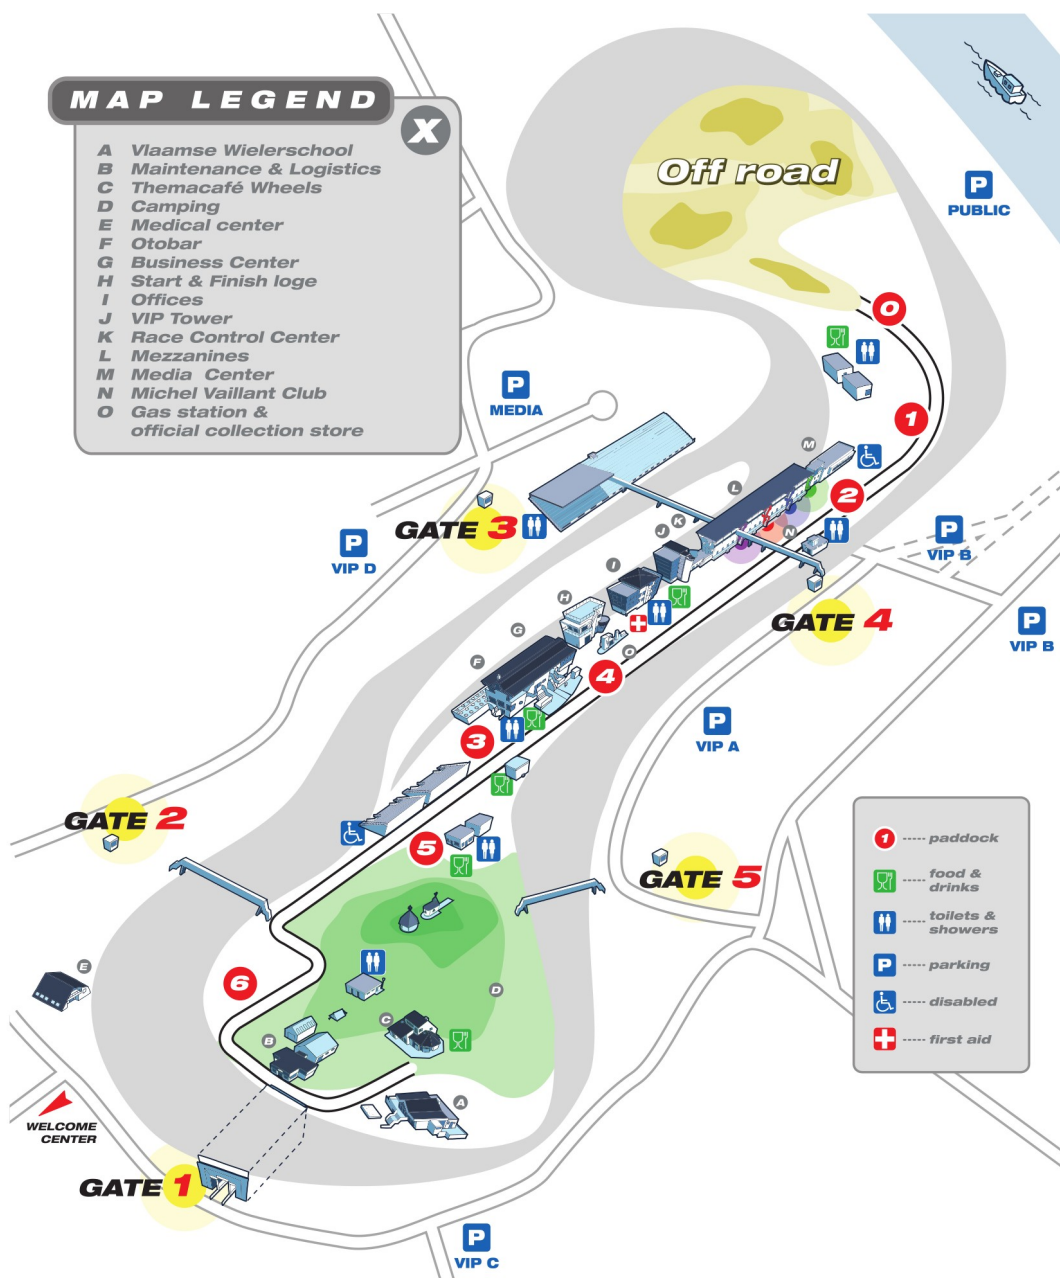 MAP LEGEND
X
A Vlaamse Wielerschool
B Maintenance & Logistics
C Themacafé Wheels
D Camping
E Medical center
F Otobar
G Business Center
H Start & Finish loge
I Offices
J VIP Tower
K Race Control Center
L Mezzanines
M Media Center
N Michel Vaillant Club
O Gas station &
official collection store
Off road
P
PUBLIC
0
1
P
MEDIA
M
L
2
K
N
GATE 3
P
VIP D
J
P
VIP B
I
H
GATE 4
P
VIP B
G
O
F
4
P
VIP A
3
GATE 2
5
GATE 5
1 ----- paddock
food &
drinks
toilets &
showers
P ----- parking
disabled
first aid
E
6
D
C
B
A
WELCOME
CENTER
GATE 1
P
VIP C